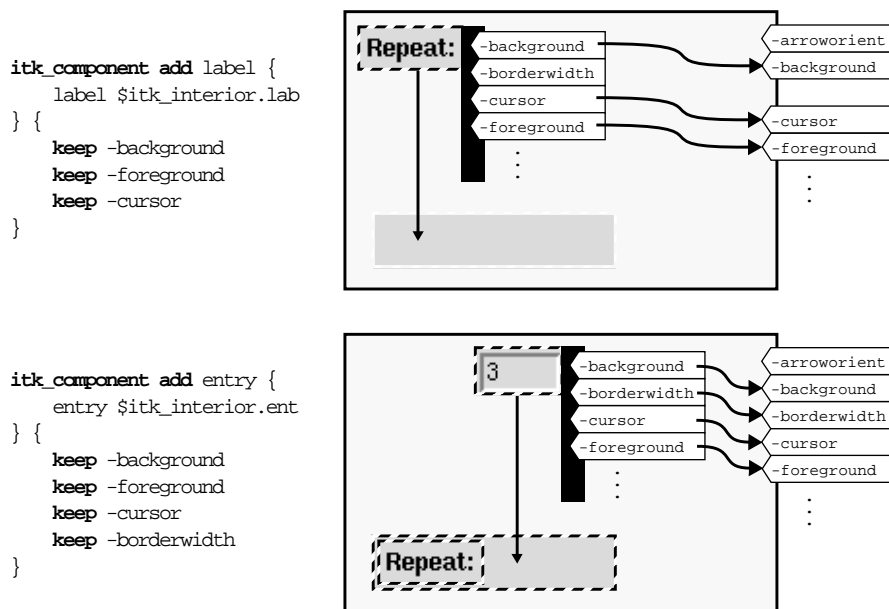 itk_component add label {
    label $itk_interior.lab
} {
    keep -background
    keep -foreground
    keep -cursor
}
Repeat:
-background
-borderwidth
-cursor
-foreground
-arroworient
-background
-cursor
-foreground
itk_component add entry {
    entry $itk_interior.ent
} {
    keep -background
    keep -foreground
    keep -cursor
    keep -borderwidth
}
3
-background
-borderwidth
-cursor
-foreground
-arroworient
-background
-borderwidth
-cursor
-foreground
Repeat: